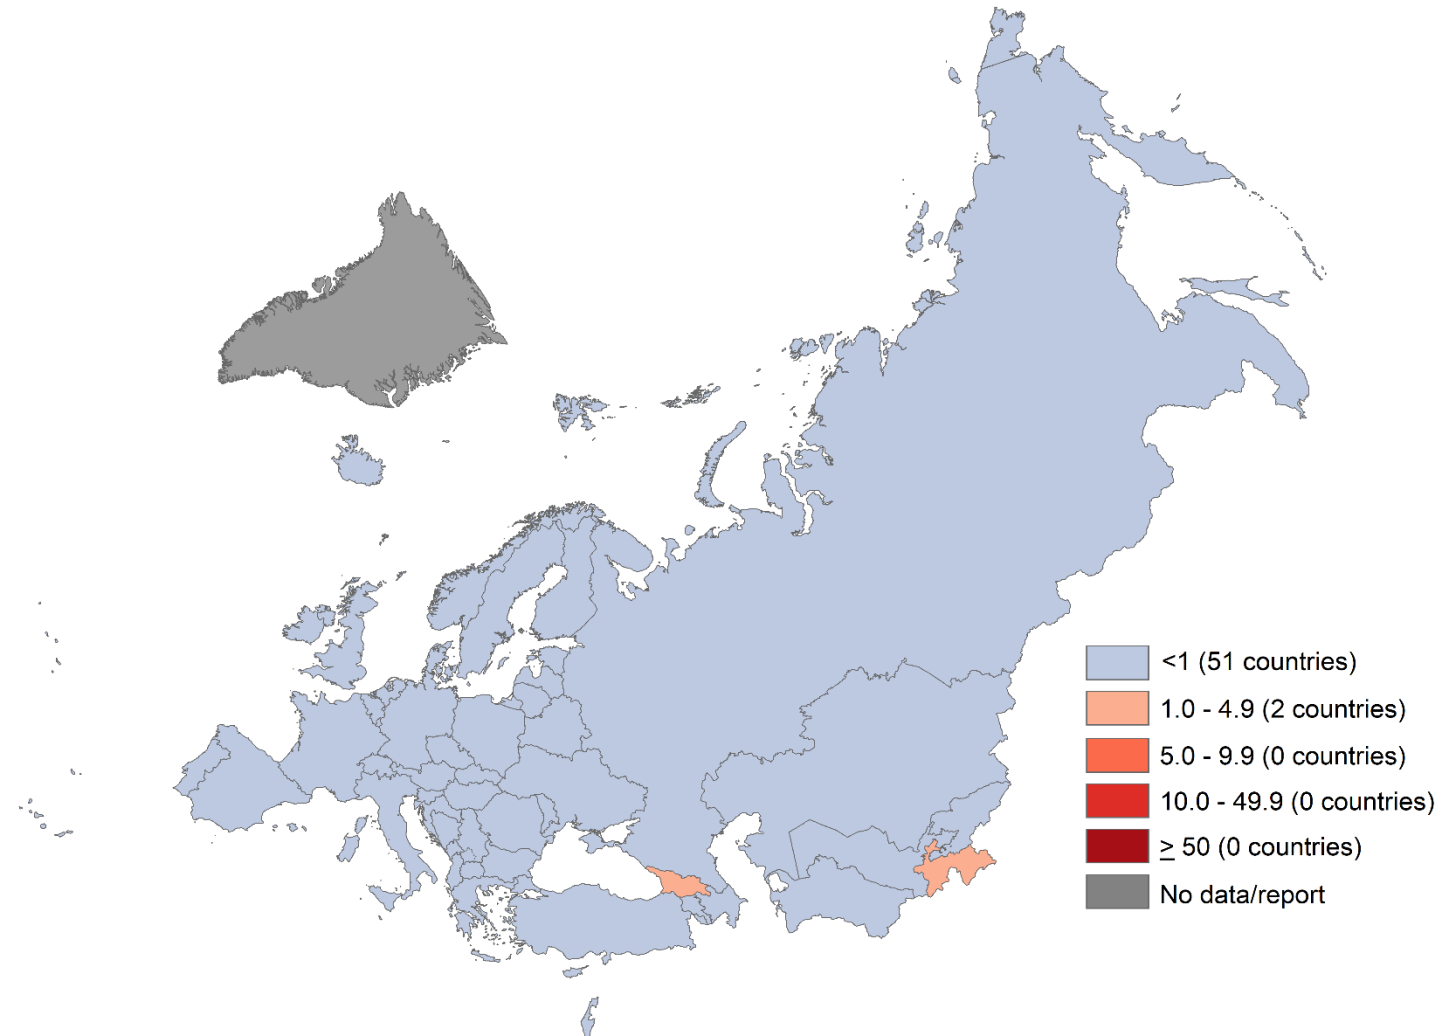 <1 (51 countries)
1.0 - 4.9 (2 countries)
5.0 - 9.9 (0 countries)
10.0 - 49.9 (0 countries)
≥ 50 (0 countries)
No data/report